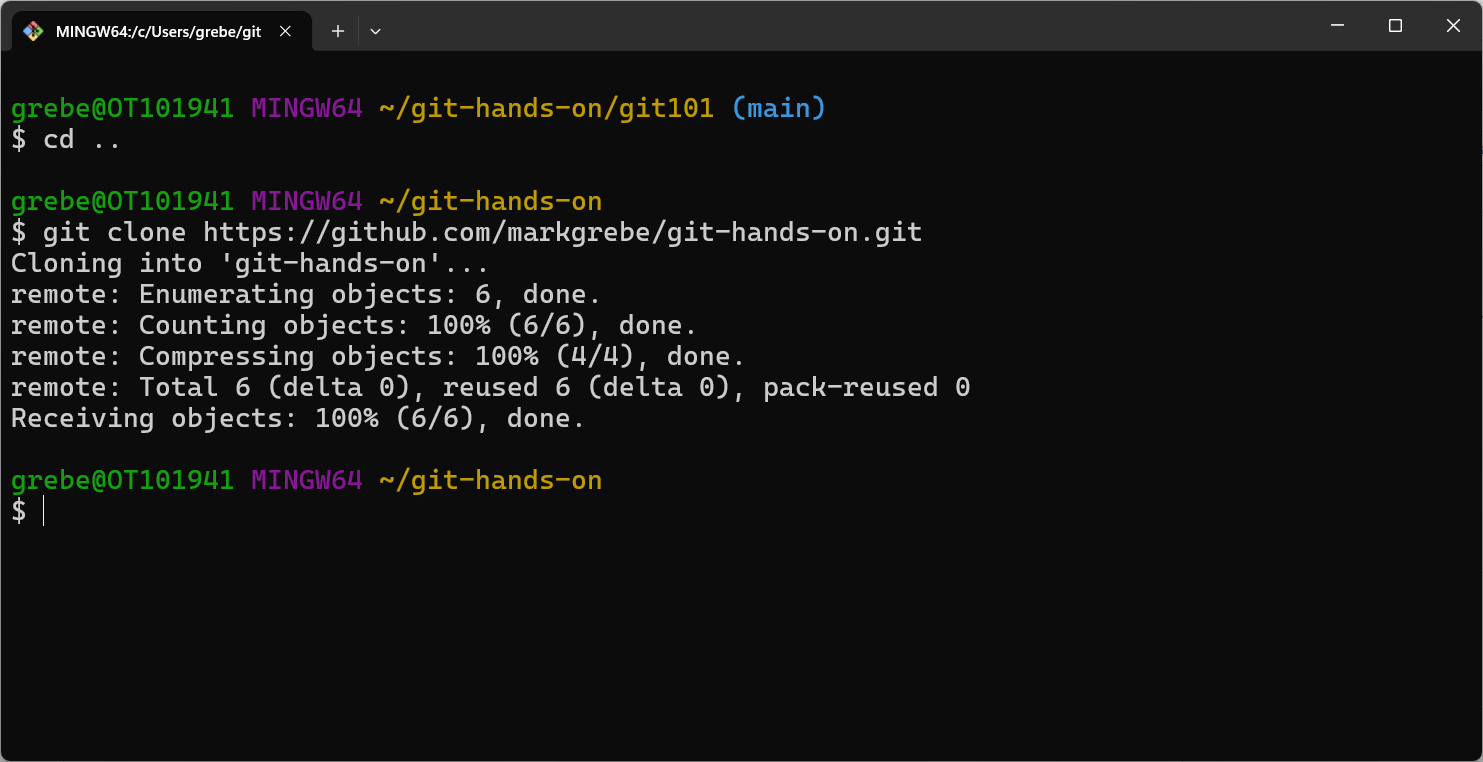 MINGW64:/c/Users/grebe/git
grebe@OT101941 MINGW64 ~/git-hands-on/git101 (main)
$ cd ..
grebe@OT101941 MINGW64 ~/git-hands-on
$ git clone https://github.com/markgrebe/git-hands-on.git
Cloning into 'git-hands-on'...
remote: Enumerating objects: 6, done.
remote: Counting objects: 100% (6/6), done.
remote: Compressing objects: 100% (4/4), done.
remote: Total 6 (delta 0), reused 6 (delta 0), pack-reused 0
Receiving objects: 100% (6/6), done.
grebe@OT101941 MINGW64 ~/git-hands-on
$